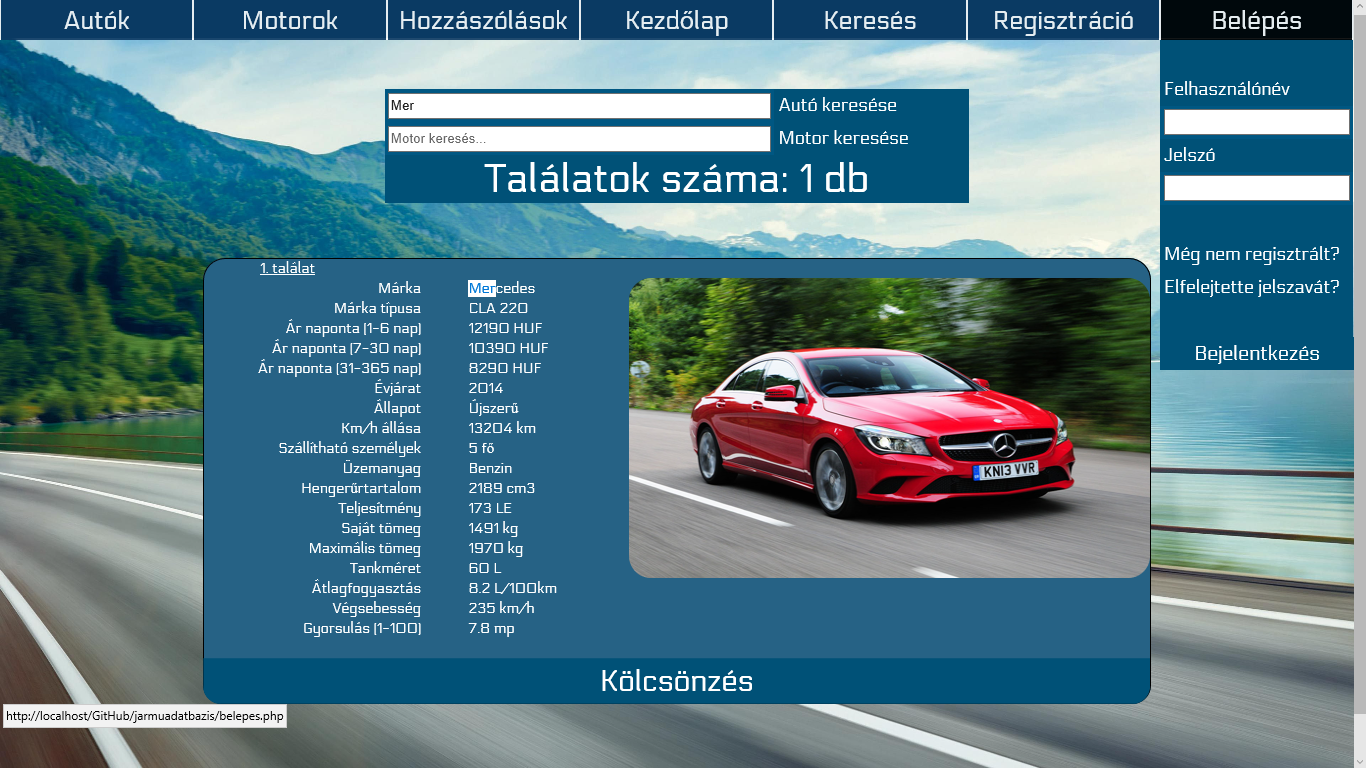 Autók Motorok Hozzászólások Kezdőlap Keresés Regisztráció Belépés
Mer Autó keresése
Motor keresés... Motor keresése
Találatok száma: 1 db
Felhasználónév
Jelszó
Még nem regisztrált?
Elfelejtette jelszavát?
Bejelentkezés
1. találat
Márka Mercedes
Márka típusa CLA 220
Ár naponta (1-6 nap) 12190 HUF
Ár naponta (7-30 nap) 10390 HUF
Ár naponta (31-365 nap) 8290 HUF
Évjárat 2014
Állapot Újszerű
Km/h állása 13204 km
Szállítható személyek 5 fő
Üzemanyag Benzin
Hengerűrtartalom 2189 cm3
Teljesítmény 173 LE
Saját tömeg 1491 kg
Maximális tömeg 1970 kg
Tankméret 60 L
Átlagfogyasztás 8.2 L/100km
Végsebesség 235 km/h
Gyorsulás (1-100) 7.8 mp
KN13 VVR
Kölcsönzés
http://localhost/GitHub/jarmuadatbazis/belepes.php